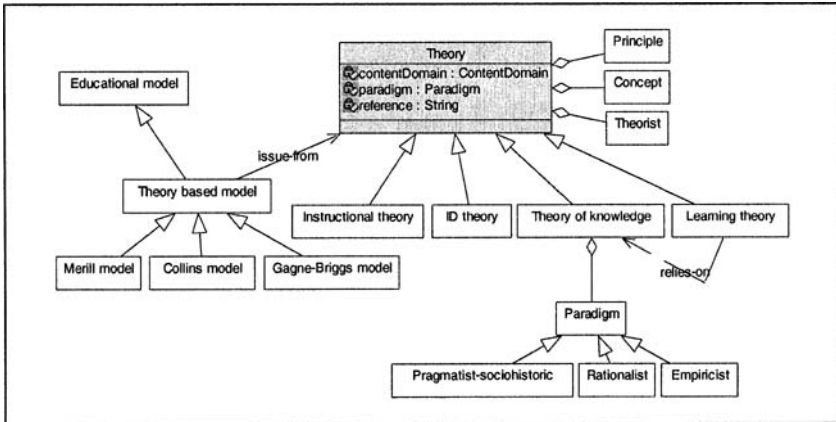 Theory
contentDomain : ContentDomain
paradigm : Paradigm
reference : String
Principle
Concept
Theorist
Educational model
issue-from
Theory based model
Instructional theory
ID theory
Theory of knowledge
Learning theory
Merill model
Collins model
Gagne-Briggs model
relies-on
Paradigm
Pragmatist-sociohistoric
Rationalist
Empiricist